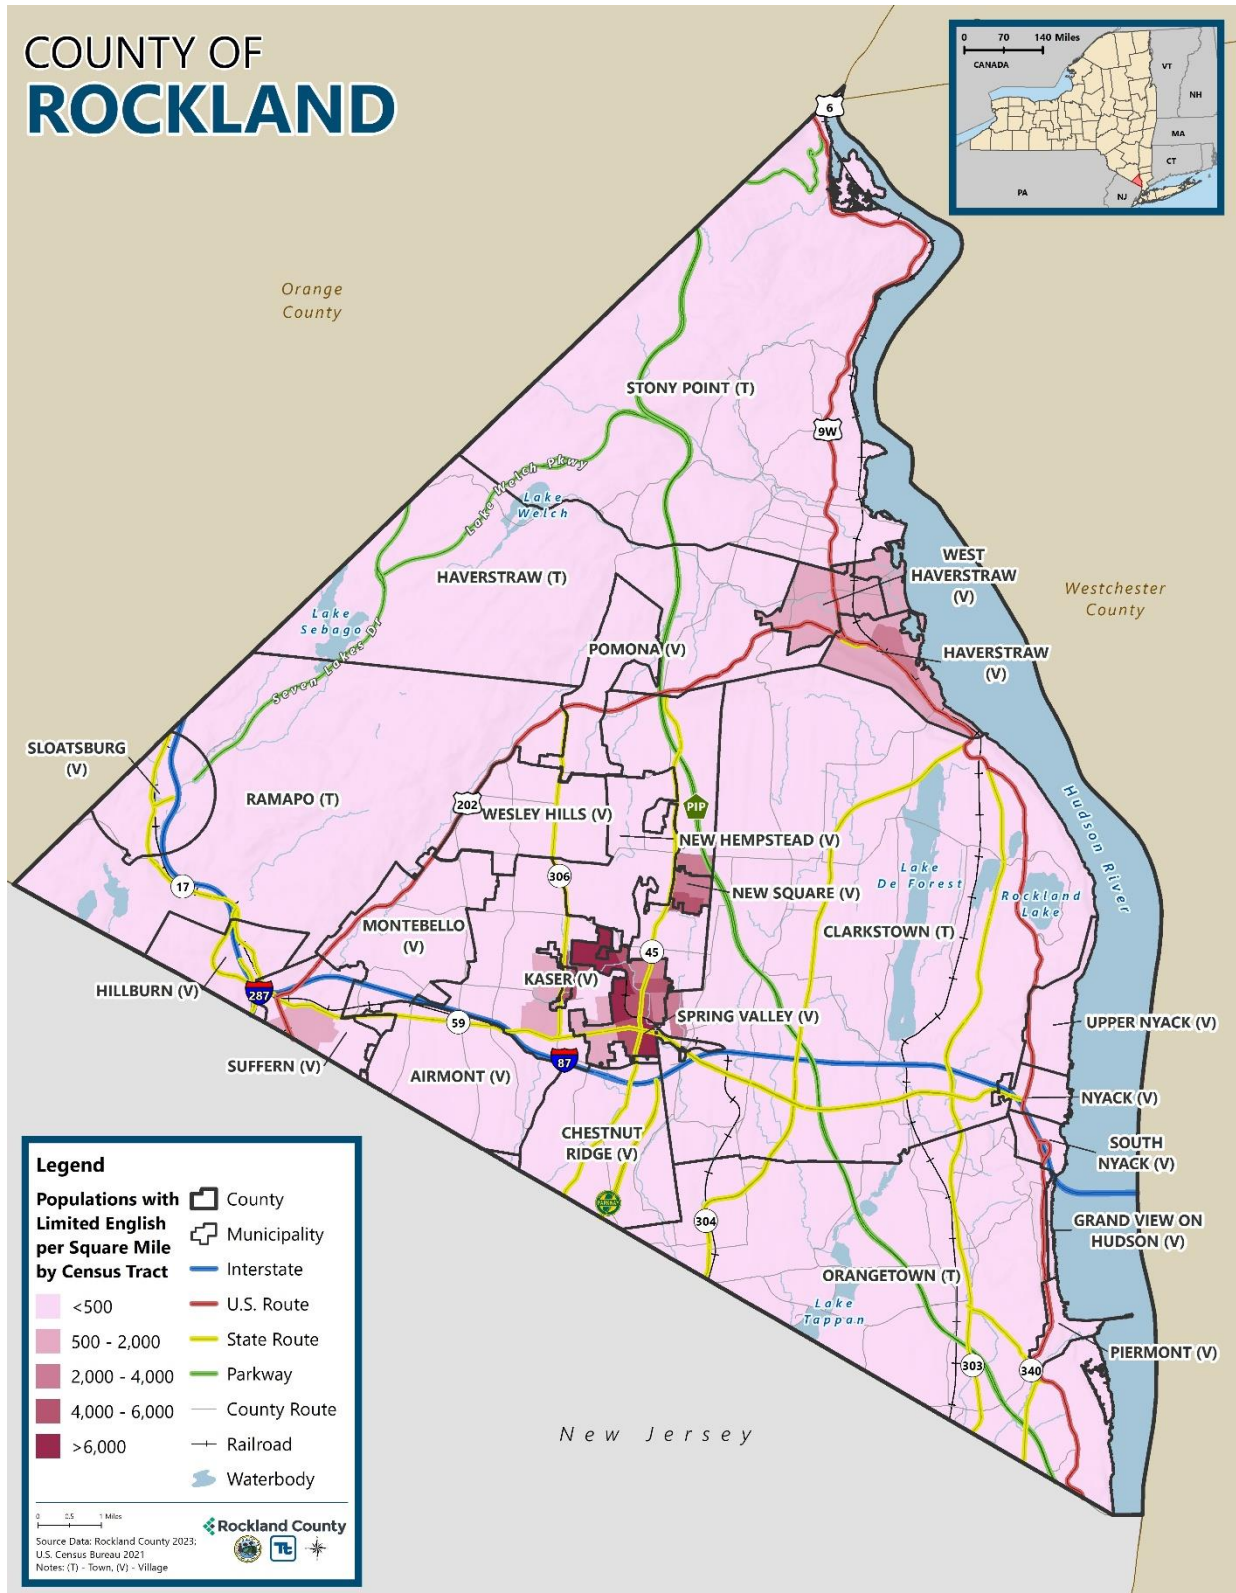 COUNTY OF
ROCKLAND
0 70 140 Miles
CANADA
VT
NH
MA
CT
PA
NJ
6
Orange
County
STONY POINT (T)
9W
Lake Welch Pkwy
Lake
Welch
WEST
HAVERSTRAW
(V)
HAVERSTRAW (T)
Westchester
County
Lake
Sebago
Seven Lakes Dr
POMONA (V)
HAVERSTRAW
(V)
SLOATSBURG
(V)
RAMAPO (T)
202
WESLEY HILLS (V)
PIP
Hudson River
NEW HEMPSTEAD (V)
17
306
NEW SQUARE (V)
Lake
De Forest
Rockland
Lake
MONTEBELLO
(V)
CLARKSTOWN (T)
45
HILLBURN (V)
287
KASER (V)
59
SPRING VALLEY (V)
UPPER NYACK (V)
SUFFERN (V)
AIRMONT (V)
87
NYACK (V)
CHESTNUT
RIDGE (V)
SOUTH
NYACK (V)
304
GRAND VIEW ON
HUDSON (V)
ORANGETOWN (T)
Lake
Tappan
PIERMONT (V)
303
340
New Jersey
Legend
Populations with
Limited English
per Square Mile
by Census Tract
<500
500 - 2,000
2,000 - 4,000
4,000 - 6,000
>6,000
County
Municipality
Interstate
U.S. Route
State Route
Parkway
County Route
Railroad
Waterbody
0 0.5 1 Miles
Rockland County
Source Data: Rockland County 2023;
U.S. Census Bureau 2021
Notes: (T) - Town, (V) - Village
Tt